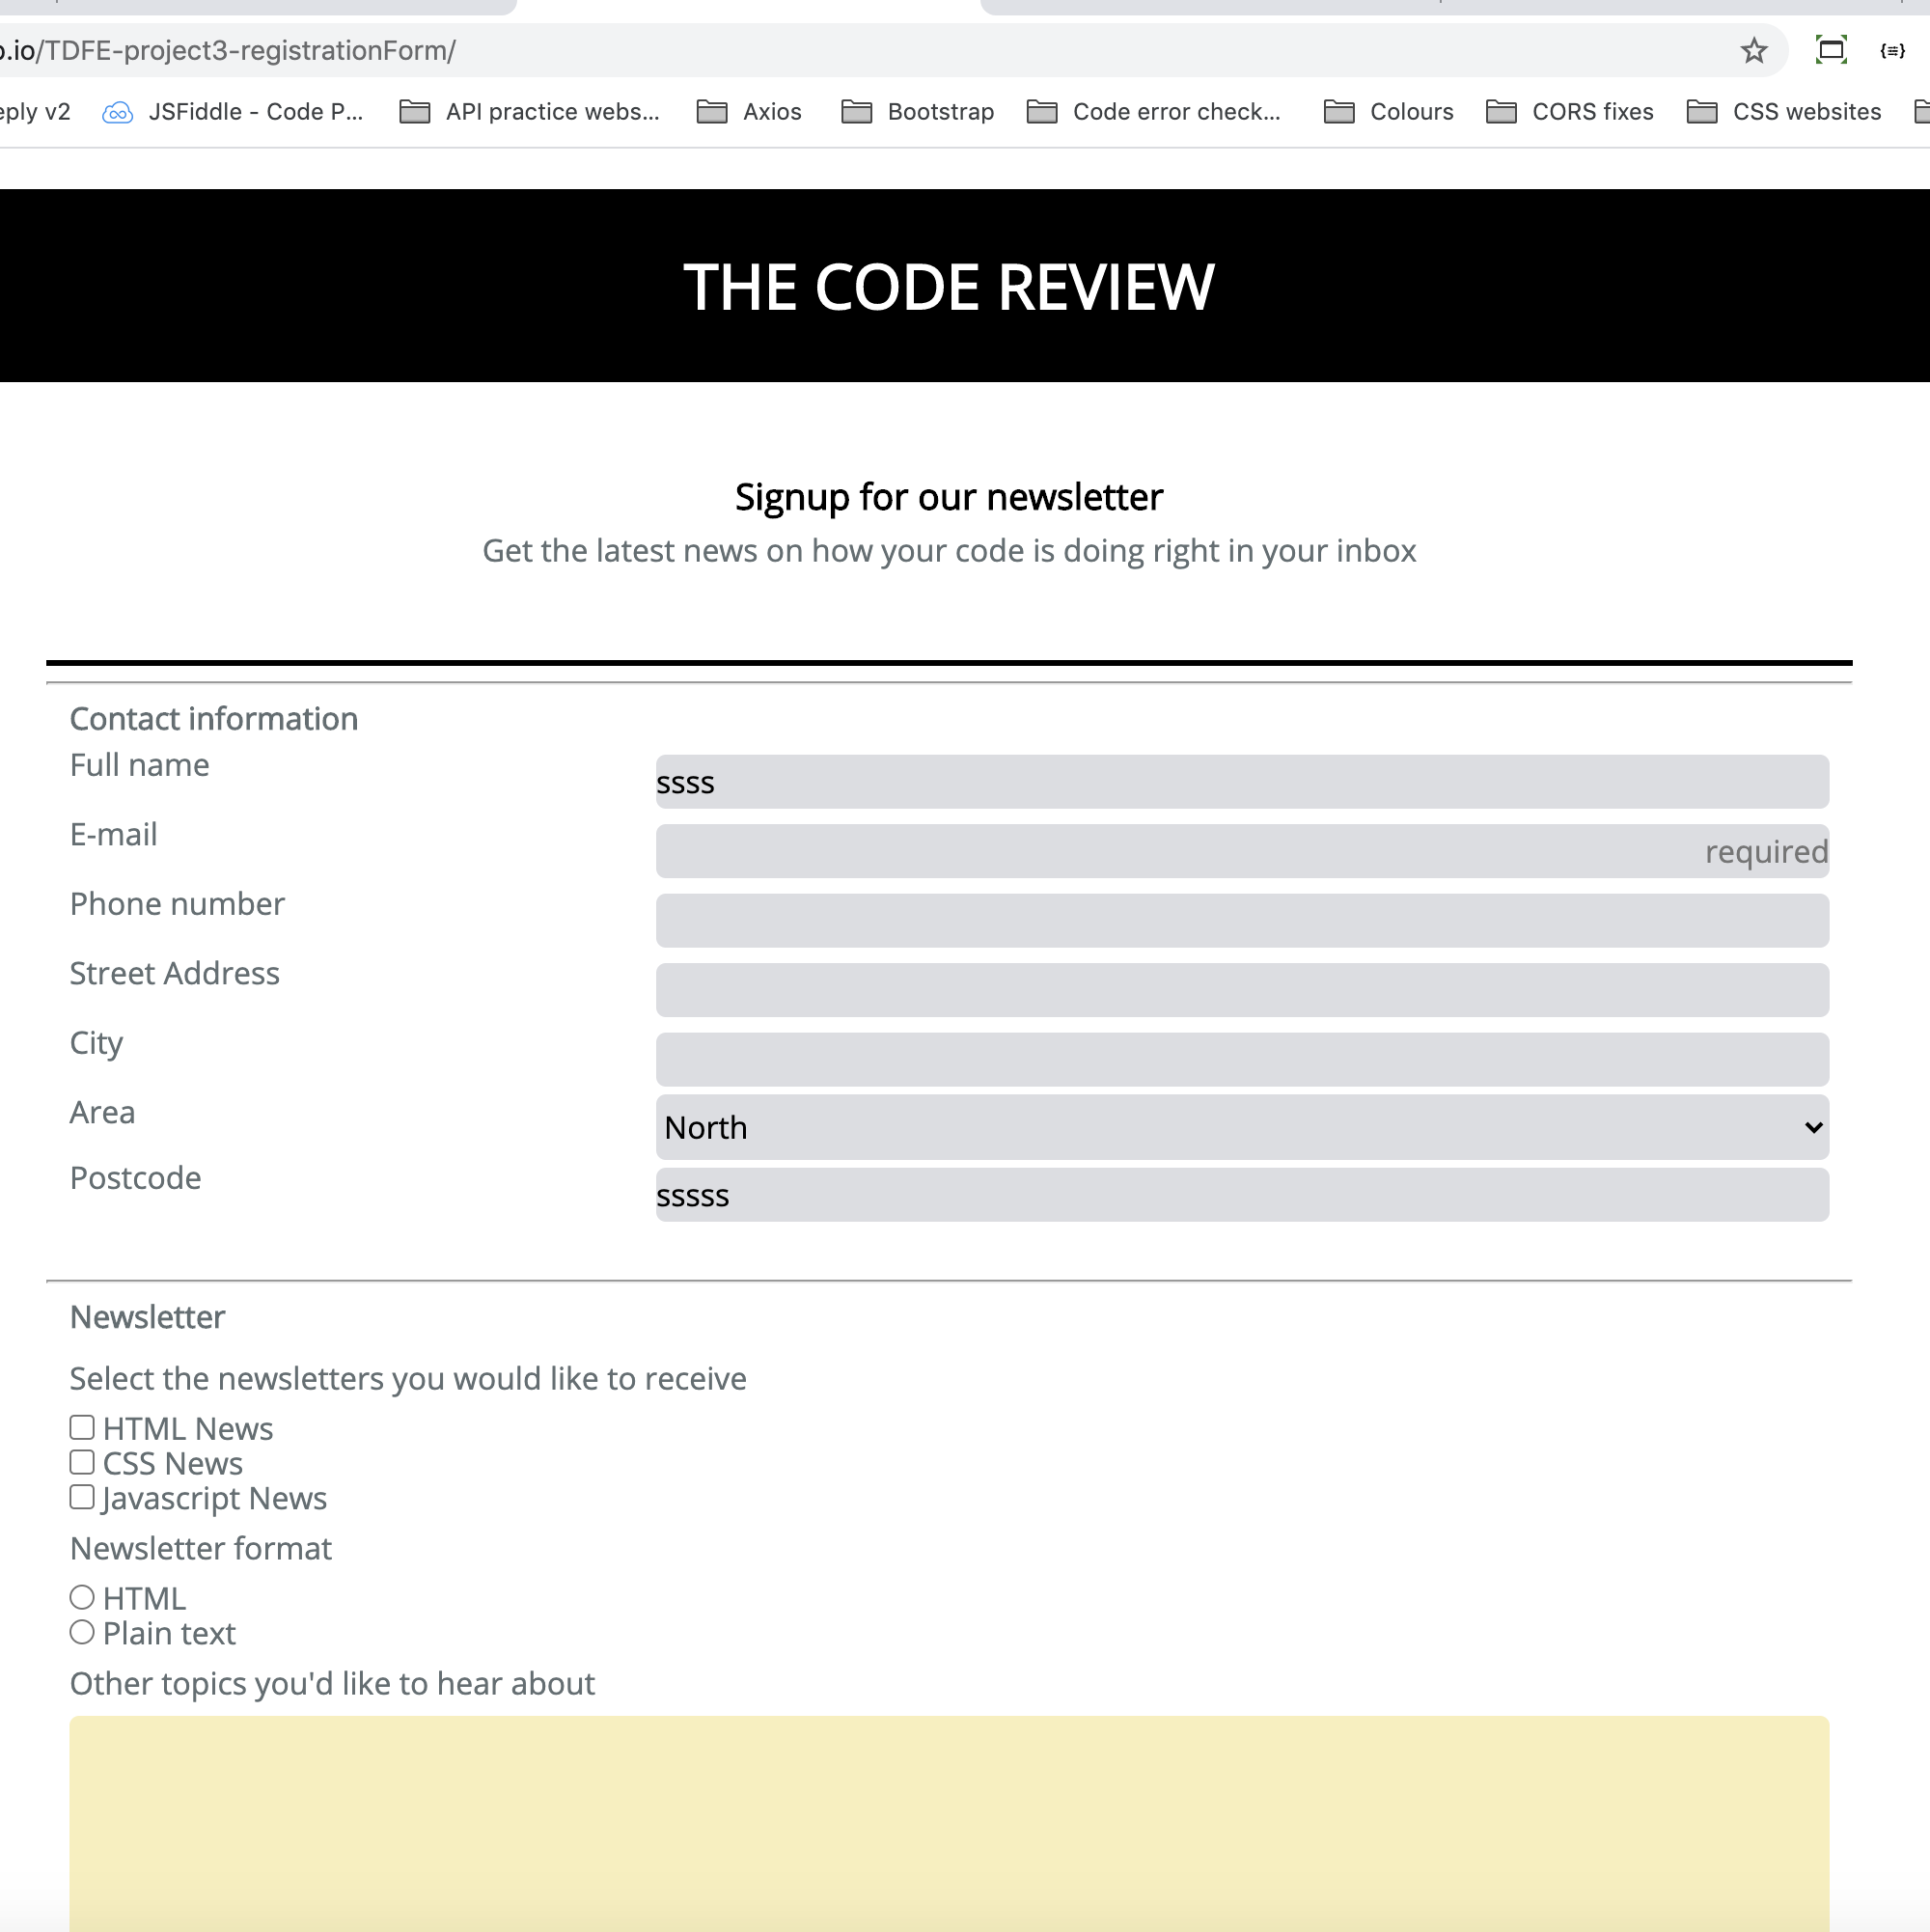 o.io/TDFE-project3-registrationForm/
eply v2 JSFiddle - Code P... API practice webs... Axios Bootstrap Code error check... Colours CORS fixes CSS websites
THE CODE REVIEW
Signup for our newsletter
Get the latest news on how your code is doing right in your inbox
Contact information
Full name ssss
E-mail required
Phone number
Street Address
City
Area North
Postcode sssss
Newsletter
Select the newsletters you would like to receive
HTML News
CSS News
Javascript News
Newsletter format
HTML
Plain text
Other topics you'd like to hear about